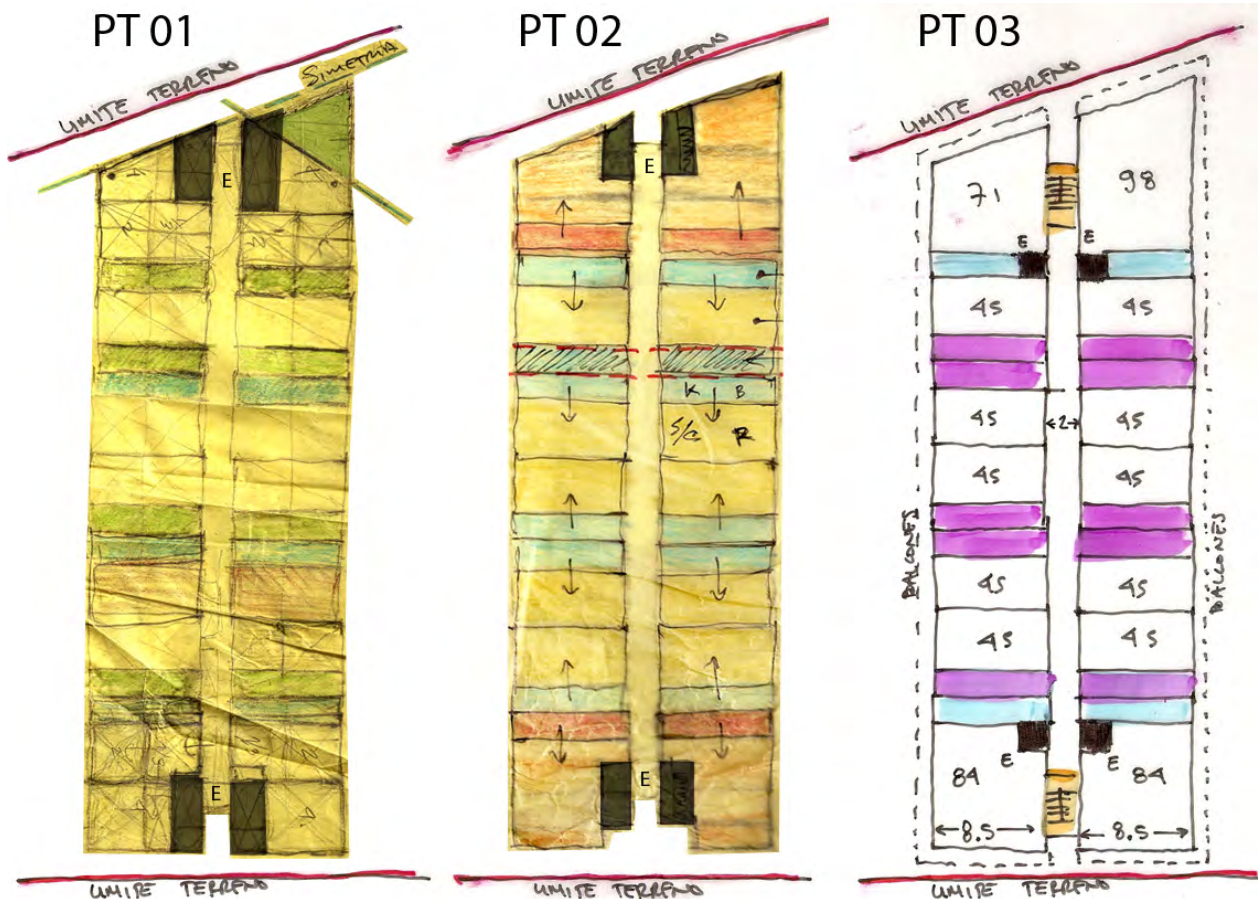 PT 01
LIMITE TERRENO
SIMETRIA
E
E
LIMITE TERRENO
PT 02
LIMITE TERRENO
E
K B
S/C R
E
LIMITE TERRENO
PT 03
LIMITE TERRENO
71 98
E E
45 45
45 ←2→ 45
45 45
BALCONES BALCONES
45 45
45 45
E E
84 84
8.5 8.5
LIMITE TERRENO